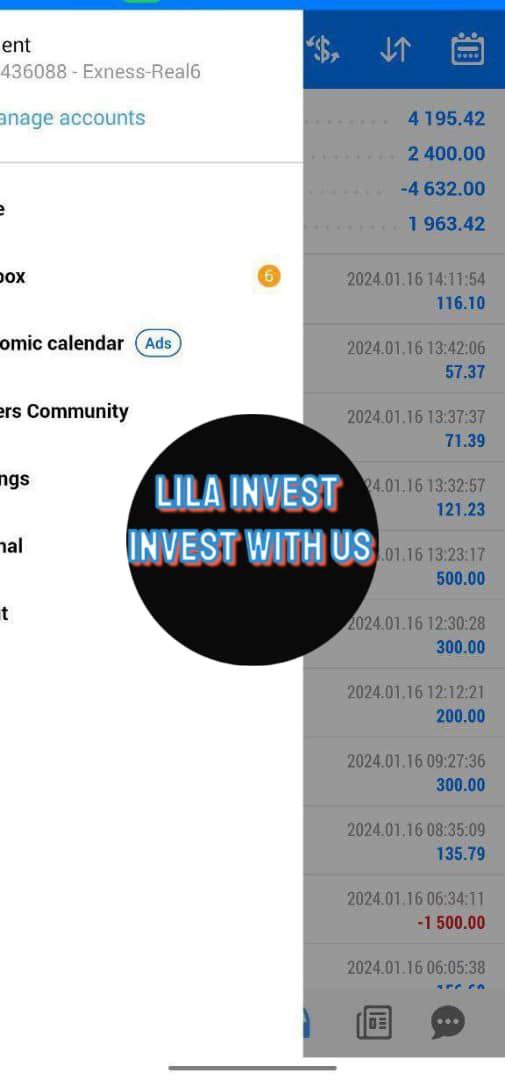 ent
436088 - Exness-Real6
anage accounts
e
box
6
omic calendar Ads
ers Community
ngs
nal
t
LILA INVEST
INVEST WITH US
4 195.42
2 400.00
-4 632.00
1 963.42
2024.01.16 14:11:54
116.10
2024.01.16 13:42:06
57.37
2024.01.16 13:37:37
71.39
24.01.16 13:32:57
121.23
.01.16 13:23:17
500.00
2024.01.16 12:30:28
300.00
2024.01.16 12:12:21
200.00
2024.01.16 09:27:36
300.00
2024.01.16 08:35:09
135.79
2024.01.16 06:34:11
-1 500.00
2024.01.16 06:05:38